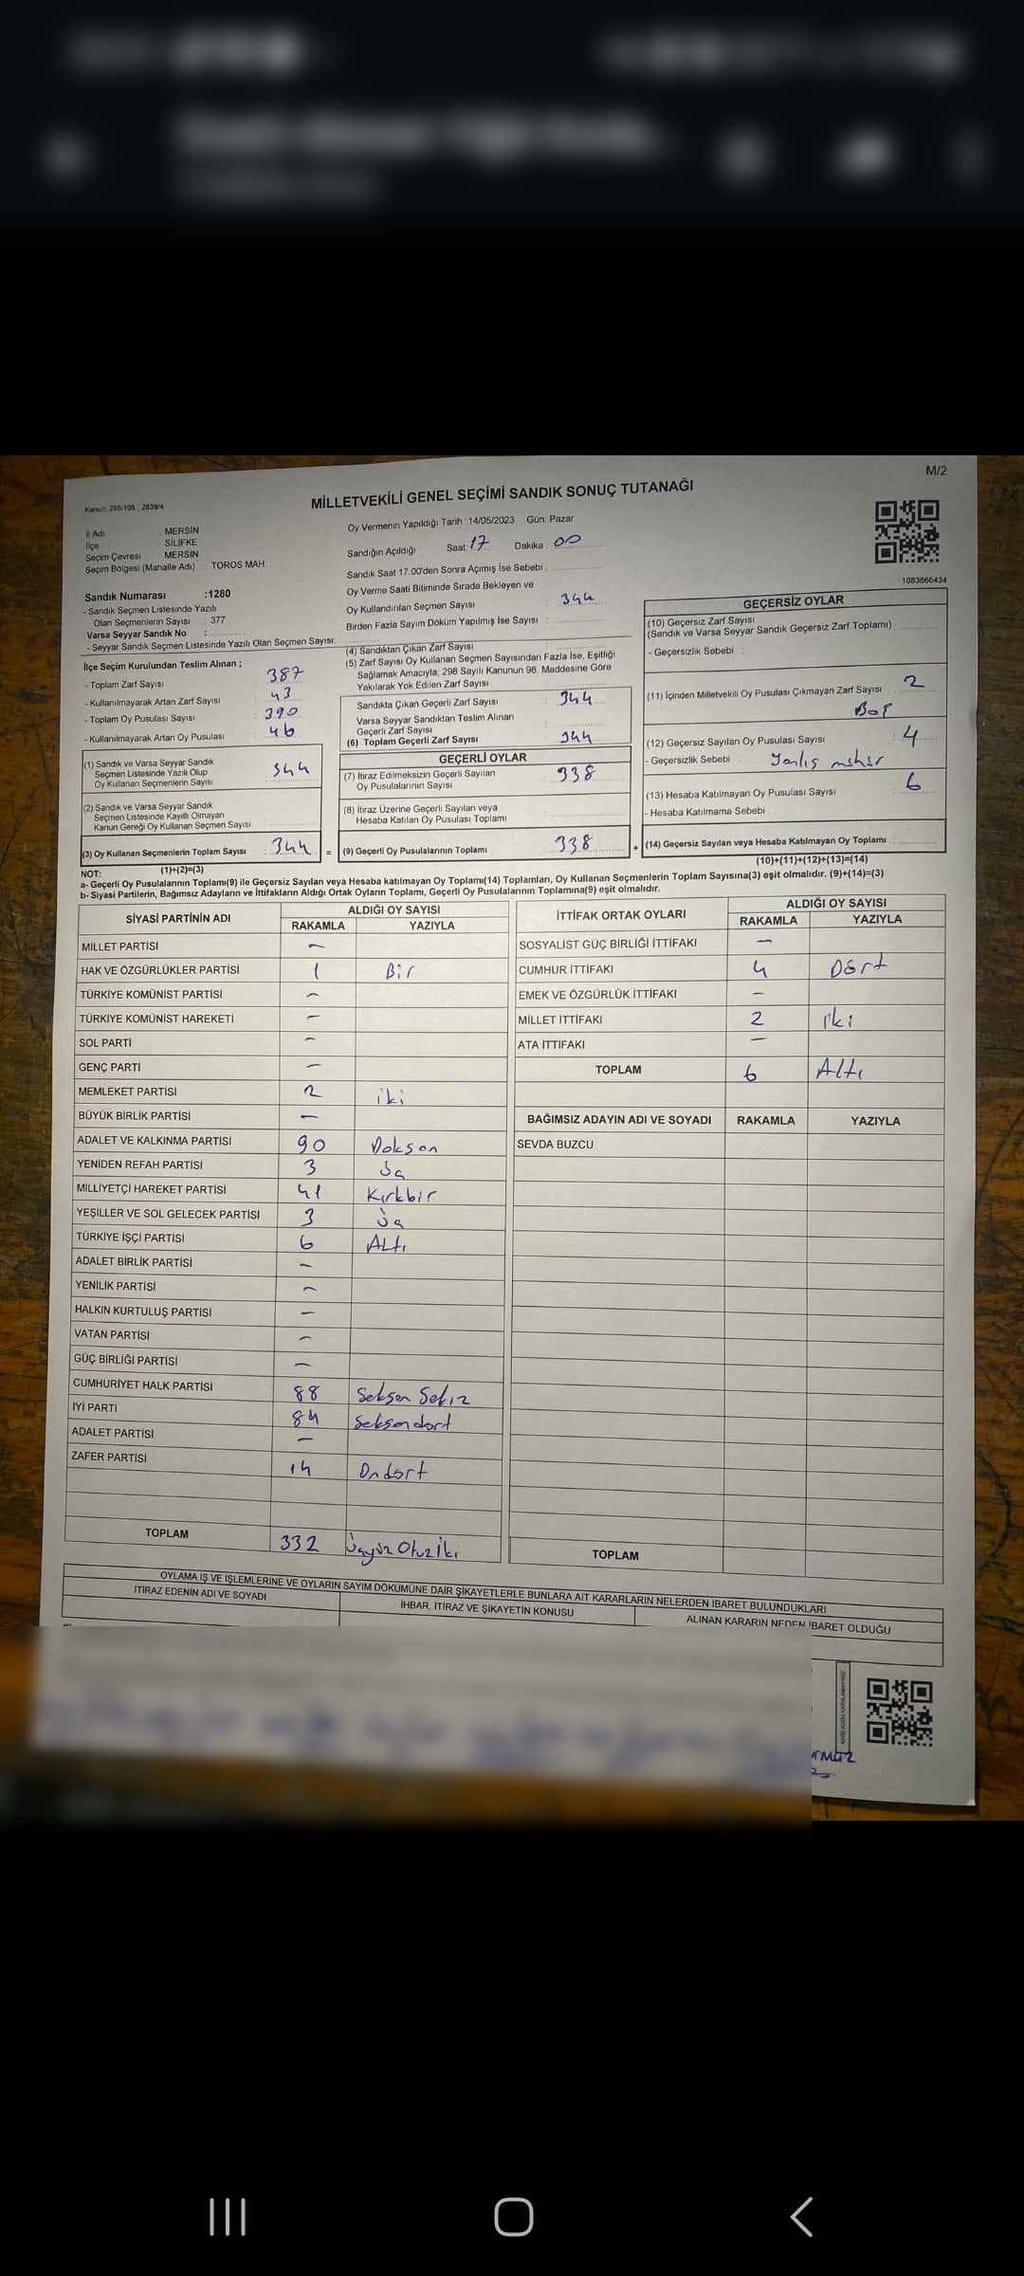 M/2
Kanun: 298/105 , 2839/4
MİLLETVEKİLİ GENEL SEÇİMİ SANDIK SONUÇ TUTANAĞI
İl Adı : MERSİN
İlçe : SİLİFKE
Seçim Çevresi : MERSİN
Seçim Bölgesi (Mahalle Adı) : TOROS MAH.
Oy Vermenin Yapıldığı Tarih : 14/05/2023 Gün: Pazar
Sandığın Açıldığı Saat : 17 Dakika : 00
Sandık Saat 17.00'den Sonra Açılmış İse Sebebi :
Oy Verme Saati Bitiminde Sırada Bekleyen ve
Oy Kullandırılan Seçmen Sayısı : 344
Birden Fazla Sayım Döküm Yapılmış İse Sayısı :
1083666434
Sandık Numarası :1280
- Sandık Seçmen Listesinde Yazılı
Olan Seçmenlerin Sayısı : 377
Varsa Seyyar Sandık No :
- Seyyar Sandık Seçmen Listesinde Yazılı Olan Seçmen Sayısı:
İlçe Seçim Kurulundan Teslim Alınan ;
- Toplam Zarf Sayısı 387
- Kullanılmayarak Artan Zarf Sayısı 43
- Toplam Oy Pusulası Sayısı 390
- Kullanılmayarak Artan Oy Pusulası 46
(1) Sandık ve Varsa Seyyar Sandık
Seçmen Listesinde Yazılı Olup
Oy Kullanan Seçmenlerin Sayısı 344
(2) Sandık ve Varsa Seyyar Sandık
Seçmen Listesinde Kayıtlı Olmayan
Kanun Gereği Oy Kullanan Seçmen Sayısı
(3) Oy Kullanan Seçmenlerin Toplam Sayısı : 344 =
(1)+(2)=(3)
(4) Sandıktan Çıkan Zarf Sayısı
(5) Zarf Sayısı Oy Kullanan Seçmen Sayısından Fazla İse, Eşitliği
Sağlamak Amacıyla, 298 Sayılı Kanunun 98. Maddesine Göre
Yakılarak Yok Edilen Zarf Sayısı
Sandıkta Çıkan Geçerli Zarf Sayısı : 344
Varsa Seyyar Sandıktan Teslim Alınan
Geçerli Zarf Sayısı
(6) Toplam Geçerli Zarf Sayısı : 344
GEÇERLİ OYLAR
(7) İtiraz Edilmeksizin Geçerli Sayılan
Oy Pusulalarının Sayısı : 338
(8) İtiraz Üzerine Geçerli Sayılan veya
Hesaba Katılan Oy Pusulası Toplamı
(9) Geçerli Oy Pusulalarının Toplamı : 338 +
GEÇERSİZ OYLAR
(10) Geçersiz Zarf Sayısı
(Sandık ve Varsa Seyyar Sandık Geçersiz Zarf Toplamı)
- Geçersizlik Sebebi :
(11) İçinden Milletvekili Oy Pusulası Çıkmayan Zarf Sayısı : 2
Boş
(12) Geçersiz Sayılan Oy Pusulası Sayısı : 4
- Geçersizlik Sebebi : Yanlış mühür
(13) Hesaba Katılmayan Oy Pusulası Sayısı : 6
- Hesaba Katılmama Sebebi :
(14) Geçersiz Sayılan veya Hesaba Katılmayan Oy Toplamı :
(10)+(11)+(12)+(13)=(14)
NOT:
a- Geçerli Oy Pusulalarının Toplamı(9) ile Geçersiz Sayılan veya Hesaba katılmayan Oy Toplamı(14) Toplamları, Oy Kullanan Seçmenlerin Toplam Sayısına(3) eşit olmalıdır. (9)+(14)=(3)
b- Siyasi Partilerin, Bağımsız Adayların ve İttifakların Aldığı Ortak Oyların Toplamı, Geçerli Oy Pusulalarının Toplamına(9) eşit olmalıdır.
SİYASİ PARTİNİN ADI ALDIĞI OY SAYISI
RAKAMLA YAZIYLA
MİLLET PARTİSİ -
HAK VE ÖZGÜRLÜKLER PARTİSİ 1 Bir
TÜRKİYE KOMÜNİST PARTİSİ -
TÜRKİYE KOMÜNİST HAREKETİ -
SOL PARTİ -
GENÇ PARTİ -
MEMLEKET PARTİSİ 2 iki
BÜYÜK BİRLİK PARTİSİ -
ADALET VE KALKINMA PARTİSİ 90 Doksan
YENİDEN REFAH PARTİSİ 3 Üç
MİLLİYETÇİ HAREKET PARTİSİ 41 Kırkbir
YEŞİLLER VE SOL GELECEK PARTİSİ 3 Üç
TÜRKİYE İŞÇİ PARTİSİ 6 Altı
ADALET BİRLİK PARTİSİ -
YENİLİK PARTİSİ -
HALKIN KURTULUŞ PARTİSİ -
VATAN PARTİSİ -
GÜÇ BİRLİĞİ PARTİSİ -
CUMHURİYET HALK PARTİSİ 88 Seksen Sekiz
İYİ PARTİ 84 Seksendört
ADALET PARTİSİ -
ZAFER PARTİSİ 14 Ondört
TOPLAM 332 Üçyüz Otuz İki
İTTİFAK ORTAK OYLARI ALDIĞI OY SAYISI
RAKAMLA YAZIYLA
SOSYALİST GÜÇ BİRLİĞİ İTTİFAKI -
CUMHUR İTTİFAKI 4 Dört
EMEK VE ÖZGÜRLÜK İTTİFAKI -
MİLLET İTTİFAKI 2 iki
ATA İTTİFAKI -
TOPLAM 6 Altı
BAĞIMSIZ ADAYIN ADI VE SOYADI RAKAMLA YAZIYLA
SEVDA BUZCU
TOPLAM
OYLAMA İŞ VE İŞLEMLERİNE VE OYLARIN SAYIM DÖKÜMÜNE DAİR ŞİKAYETLERLE BUNLARA AİT KARARLARIN NELERDEN İBARET BULUNDUKLARI
İTİRAZ EDENİN ADI VE SOYADI İHBAR, İTİRAZ VE ŞİKAYETİN KONUSU ALINAN KARARIN NEDEN İBARET OLDUĞU